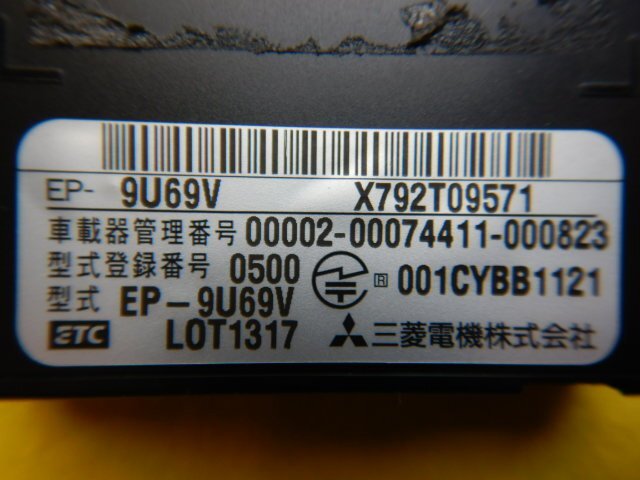 EP- 9U69V X792T09571
車載器管理番号 00002-00074411-000823
型式登録番号 0500 R 001CYBB1121
型式 EP-9U69V
ETC LOT1317 三菱電機株式会社